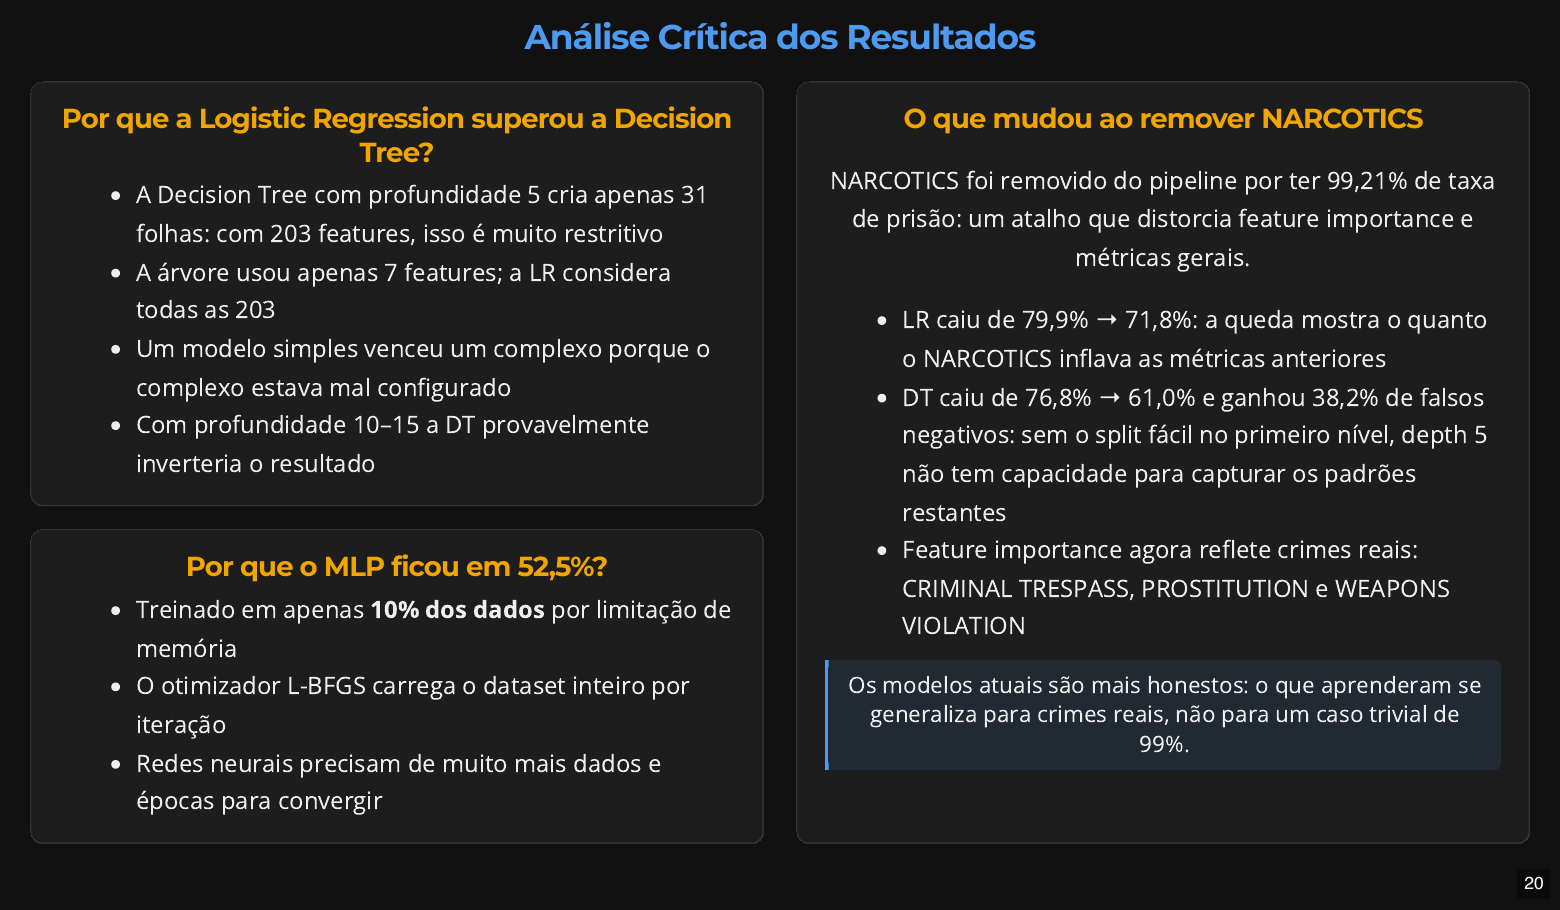 Análise Crítica dos Resultados
Por que a Logistic Regression superou a Decision
Tree?
• A Decision Tree com profundidade 5 cria apenas 31
folhas: com 203 features, isso é muito restritivo
• A árvore usou apenas 7 features; a LR considera
todas as 203
• Um modelo simples venceu um complexo porque o
complexo estava mal configurado
• Com profundidade 10–15 a DT provavelmente
inverteria o resultado
Por que o MLP ficou em 52,5%?
• Treinado em apenas 10% dos dados por limitação de
memória
• O otimizador L-BFGS carrega o dataset inteiro por
iteração
• Redes neurais precisam de muito mais dados e
épocas para convergir
O que mudou ao remover NARCOTICS
NARCOTICS foi removido do pipeline por ter 99,21% de taxa
de prisão: um atalho que distorcia feature importance e
métricas gerais.
• LR caiu de 79,9% → 71,8%: a queda mostra o quanto
o NARCOTICS inflava as métricas anteriores
• DT caiu de 76,8% → 61,0% e ganhou 38,2% de falsos
negativos: sem o split fácil no primeiro nível, depth 5
não tem capacidade para capturar os padrões
restantes
• Feature importance agora reflete crimes reais:
CRIMINAL TRESPASS, PROSTITUTION e WEAPONS
VIOLATION
Os modelos atuais são mais honestos: o que aprenderam se
generaliza para crimes reais, não para um caso trivial de
99%.
20